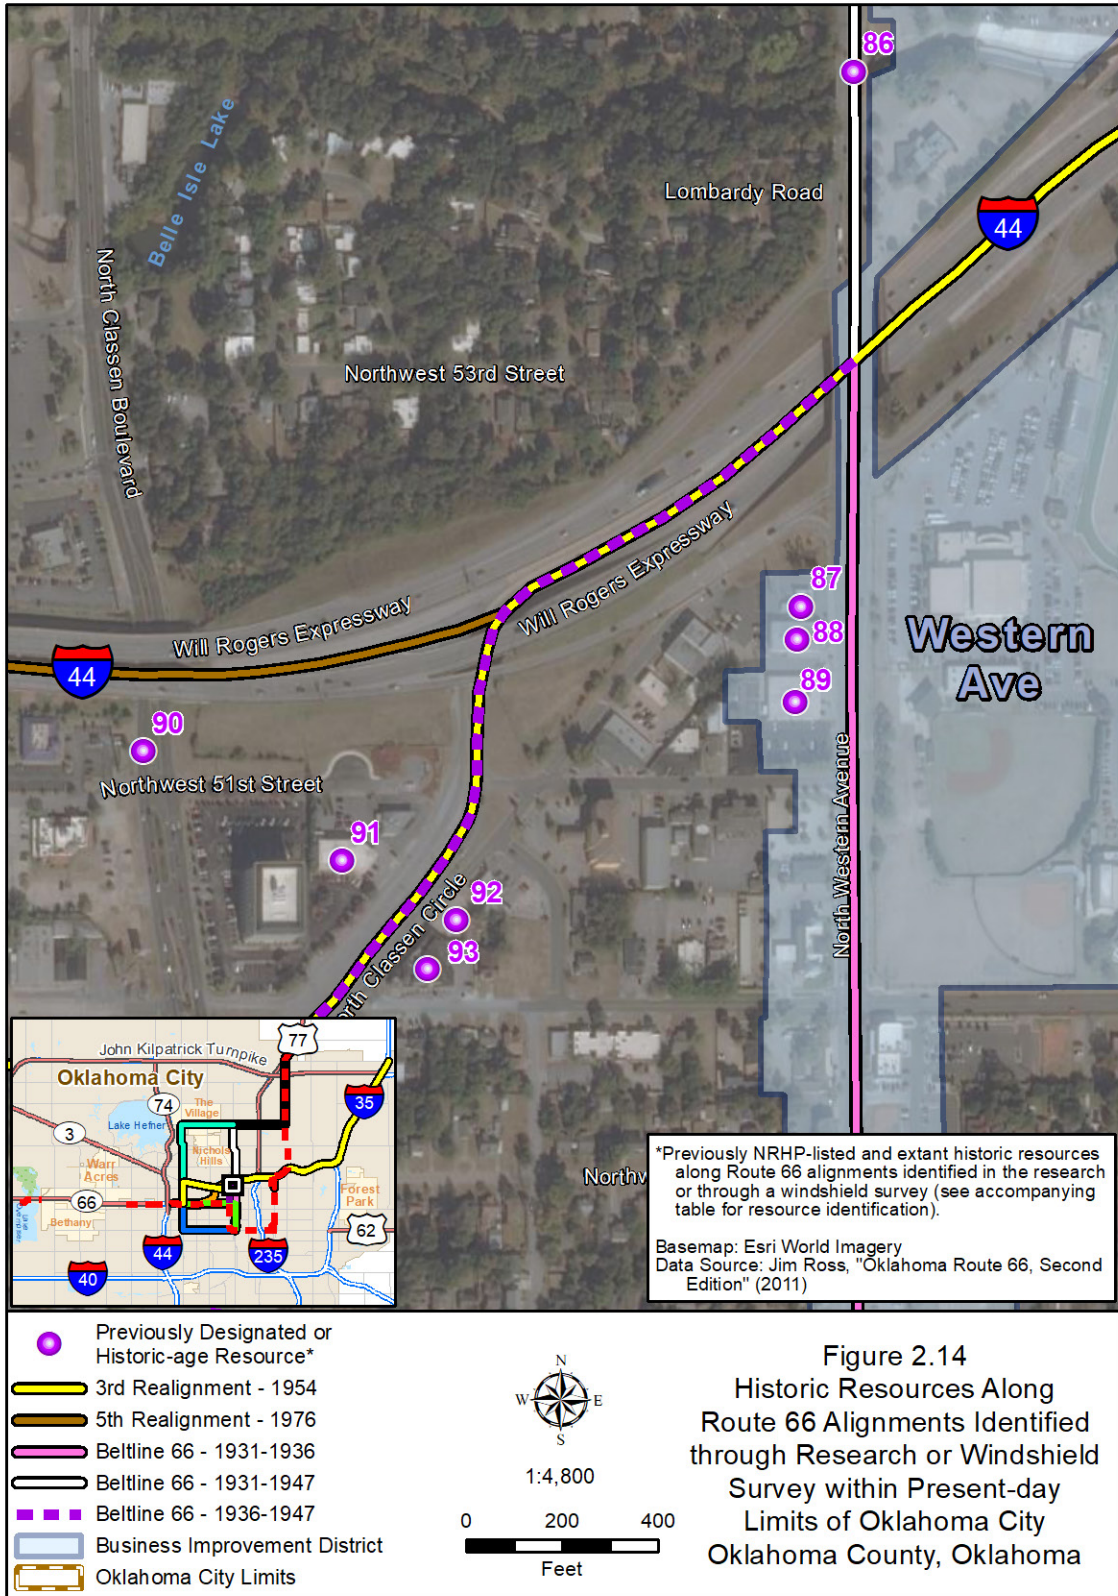 86
Belle Isle Lake
Lombardy Road
44
North Classen Boulevard
Northwest 53rd Street
Will Rogers Expressway
Will Rogers Expressway
87
88
89
Western
Ave
44
90
Northwest 51st Street
North Western Avenue
91
92
North Classen Circle
93
77
John Kilpatrick Turnpike
Oklahoma City
35
74
The
Village
Lake Hefner
3
Nichols
Hills
Warr
Acres
66
Bethany
Forest
Park
62
44
235
40
*Previously NRHP-listed and extant historic resources
along Route 66 alignments identified in the research
or through a windshield survey (see accompanying
table for resource identification).
Basemap: Esri World Imagery
Data Source: Jim Ross, "Oklahoma Route 66, Second
Edition" (2011)
Previously Designated or
Historic-age Resource*
3rd Realignment - 1954
5th Realignment - 1976
Beltline 66 - 1931-1936
Beltline 66 - 1931-1947
Beltline 66 - 1936-1947
Business Improvement District
Oklahoma City Limits
N
W E
S
1:4,800
0 200 400
Feet
Figure 2.14
Historic Resources Along
Route 66 Alignments Identified
through Research or Windshield
Survey within Present-day
Limits of Oklahoma City
Oklahoma County, Oklahoma